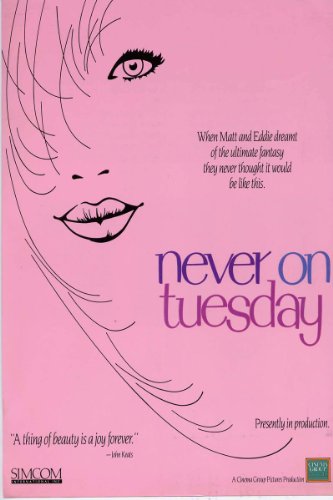 When Matt and Eddie dreamt
of the ultimate fantasy
they never thought it would
be like this.
never on
tuesday
Presently in production.
"A thing of beauty is a joy forever."
— John Keats
SIMCOM
INTERNATIONAL INC
A Cinema Group Pictures Production
CINEMA
GROUP